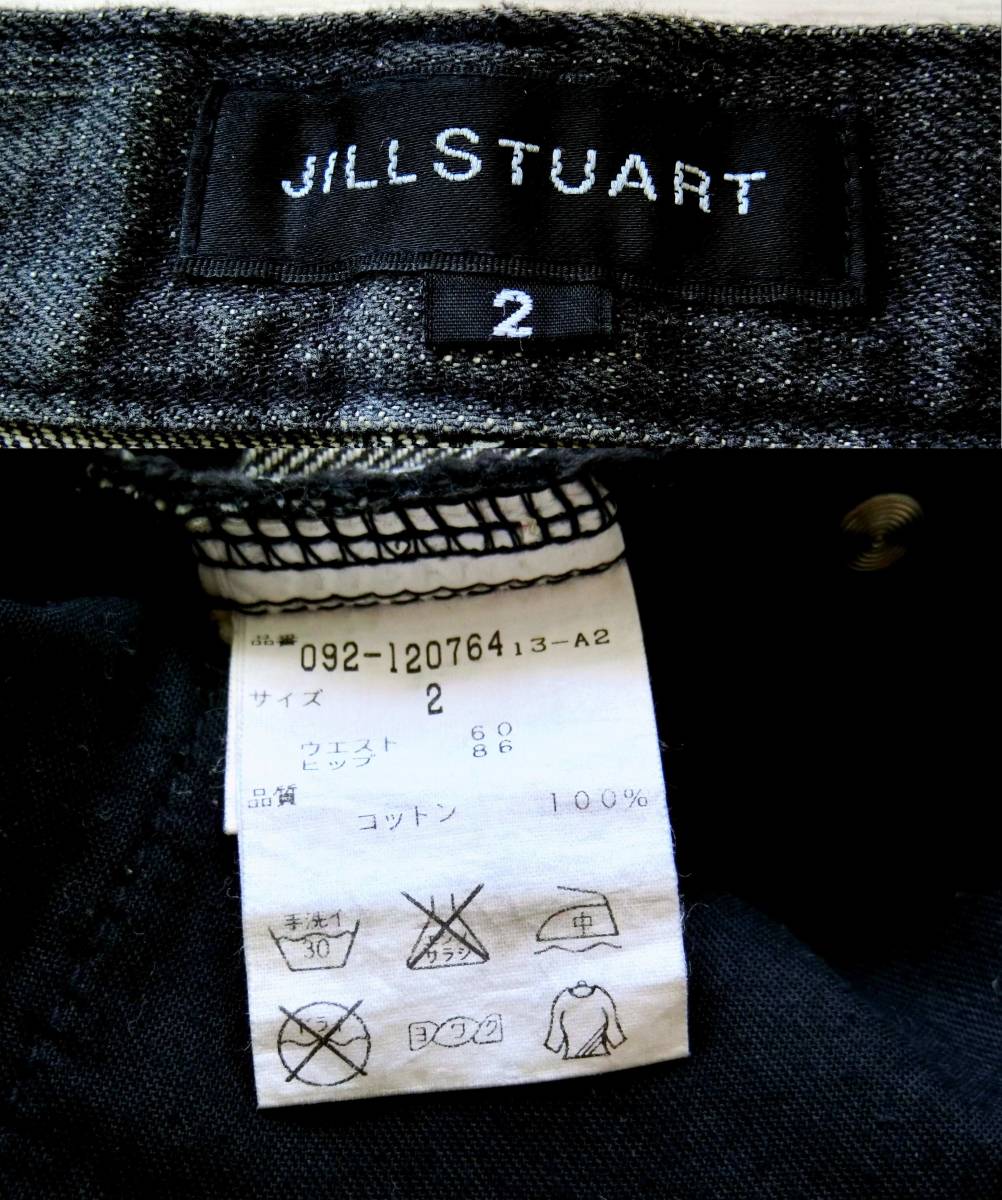 JILLSTUART
2
品番 092-120764 13-A2
サイズ 2
ウエスト 60
ヒップ 86
品質
コットン 100%
手洗イ
30
サラシ
中
ドライ
ヨワク